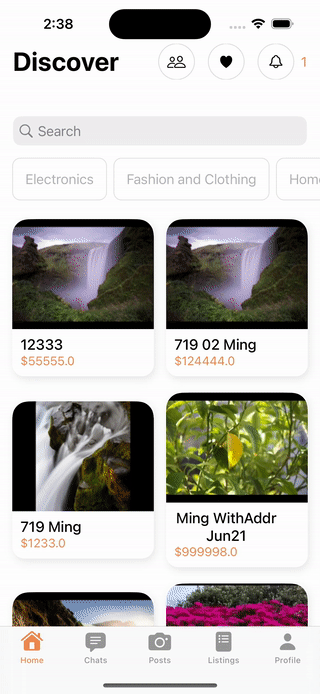 2:38
Discover
1
Search
Electronics
Fashion and Clothing
Home
12333
$55555.0
719 02 Ming
$124444.0
719 Ming
$1233.0
Ming WithAddr
Jun21
$999998.0
Home
Chats
Posts
Listings
Profile